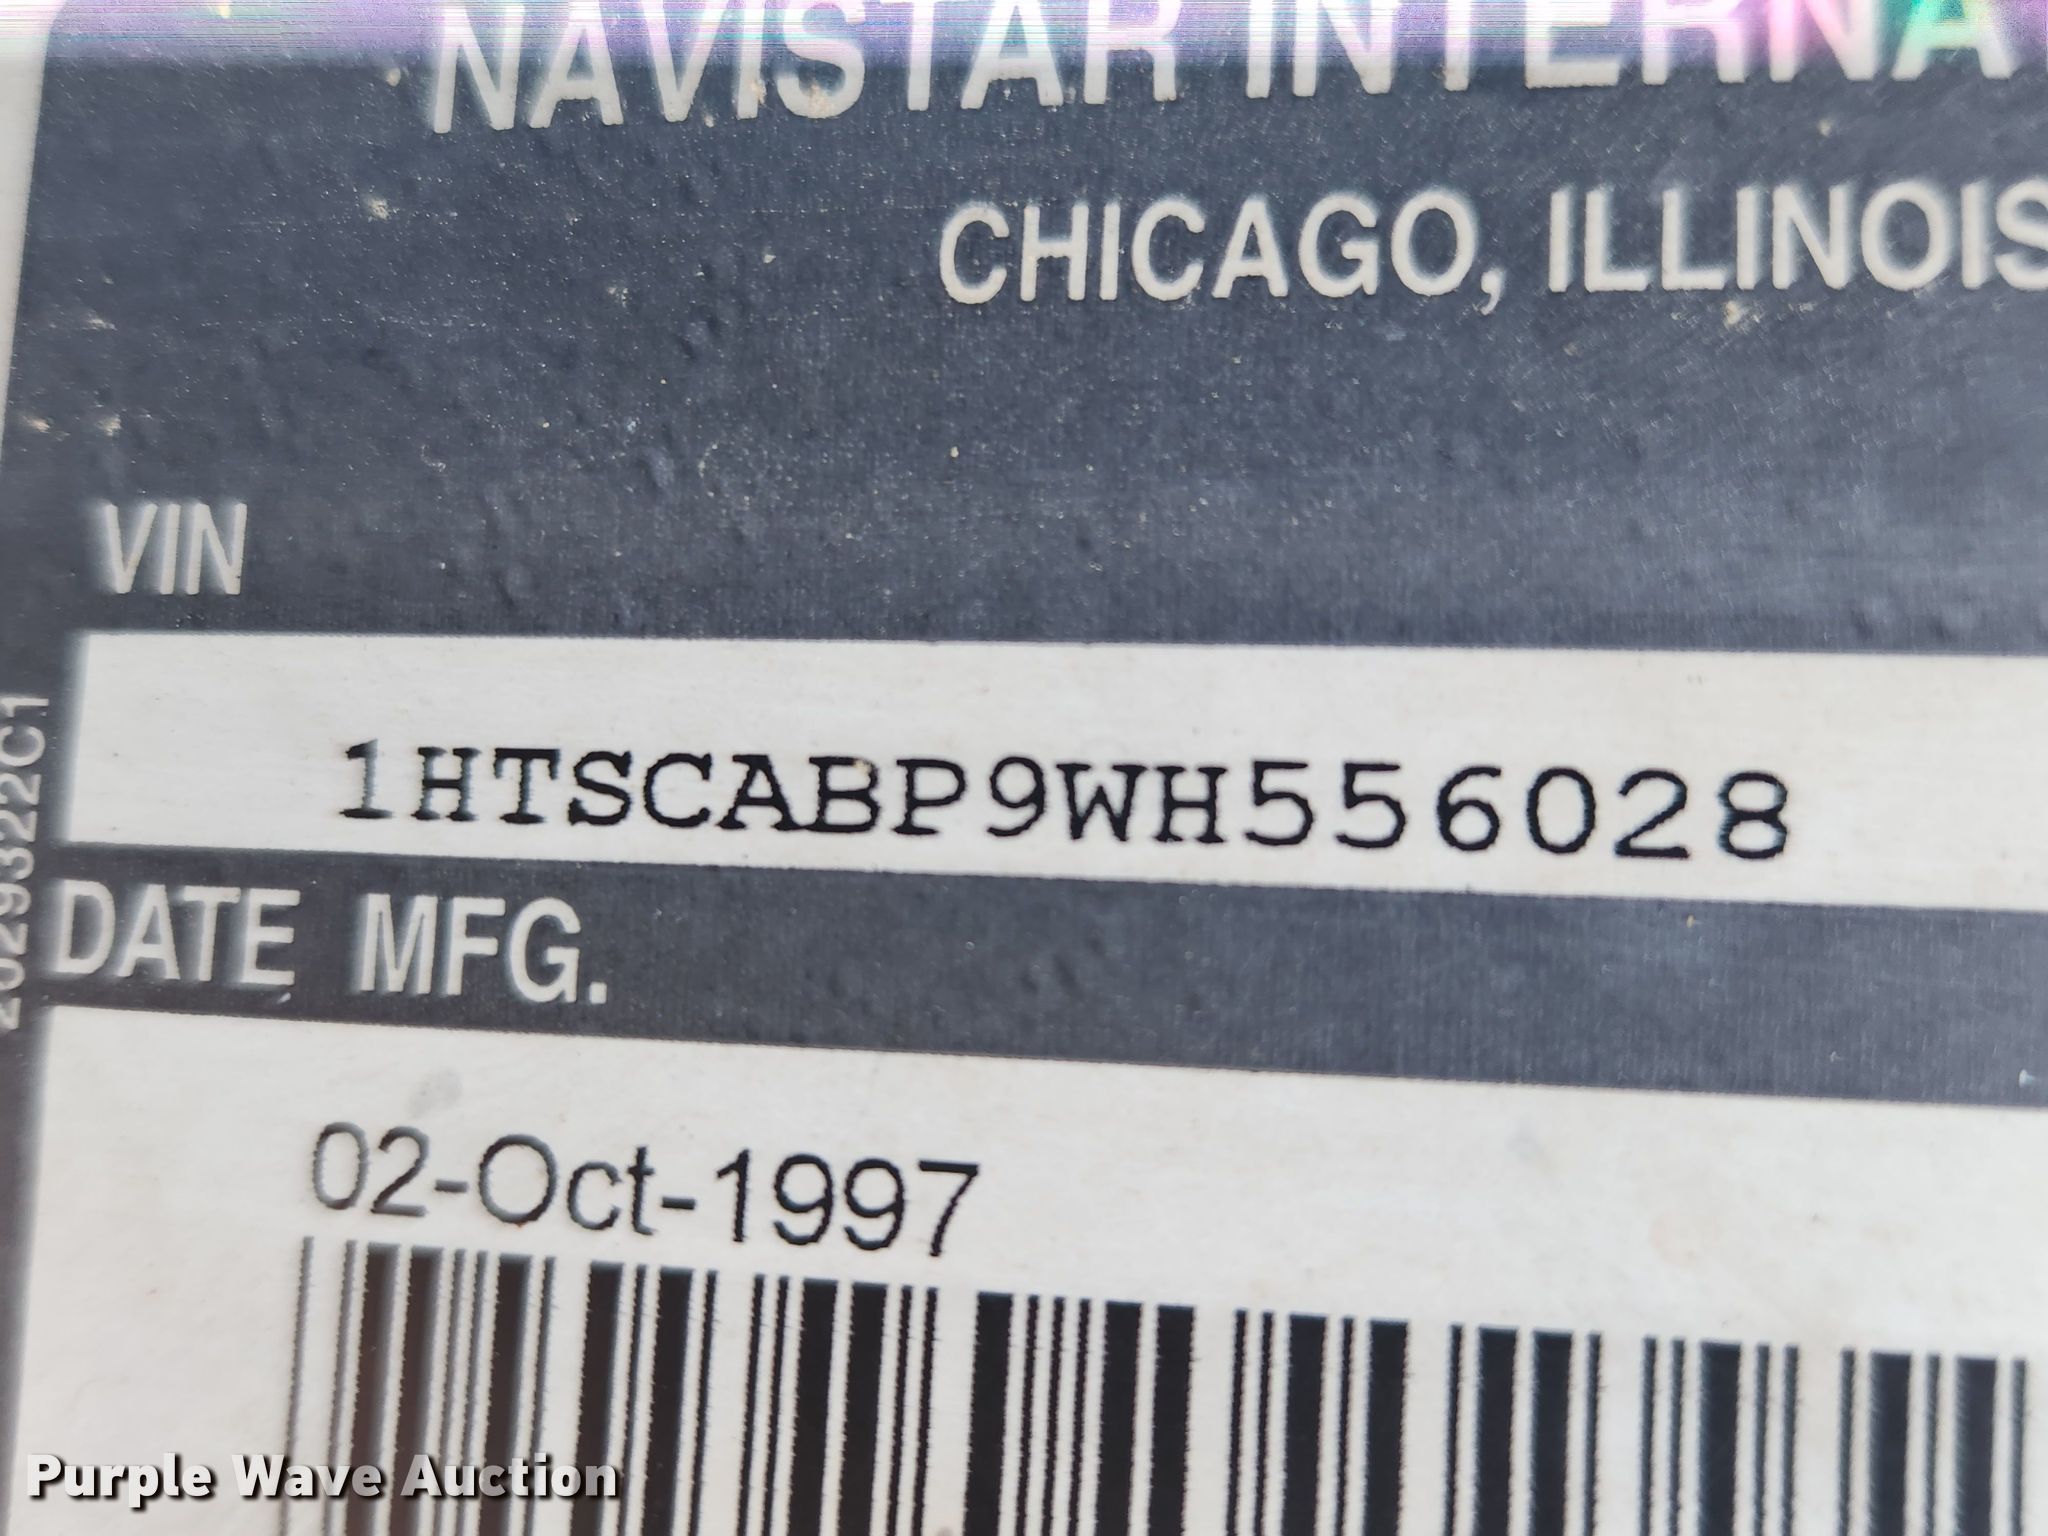 NAVISTAR INTERNA
CHICAGO, ILLINOIS
VIN
1HTSCABP9WH556028
2029322C1
DATE MFG.
02-Oct-1997
Purple Wave Auction